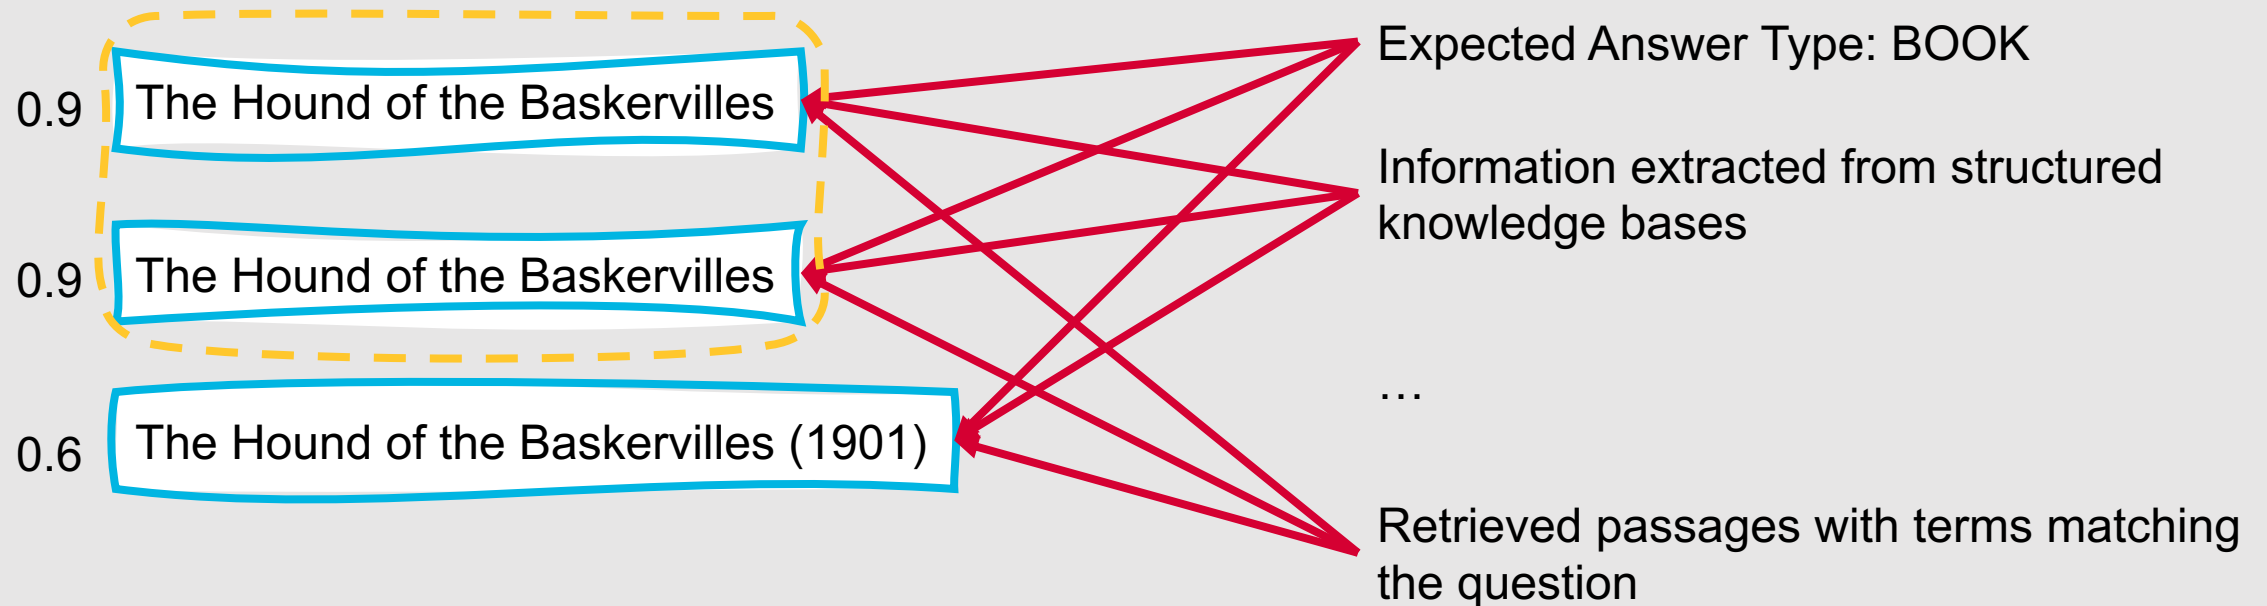 0.9
The Hound of the Baskervilles
0.9
The Hound of the Baskervilles
0.6
The Hound of the Baskervilles (1901)
Expected Answer Type: BOOK
Information extracted from structured
knowledge bases
…
Retrieved passages with terms matching
the question